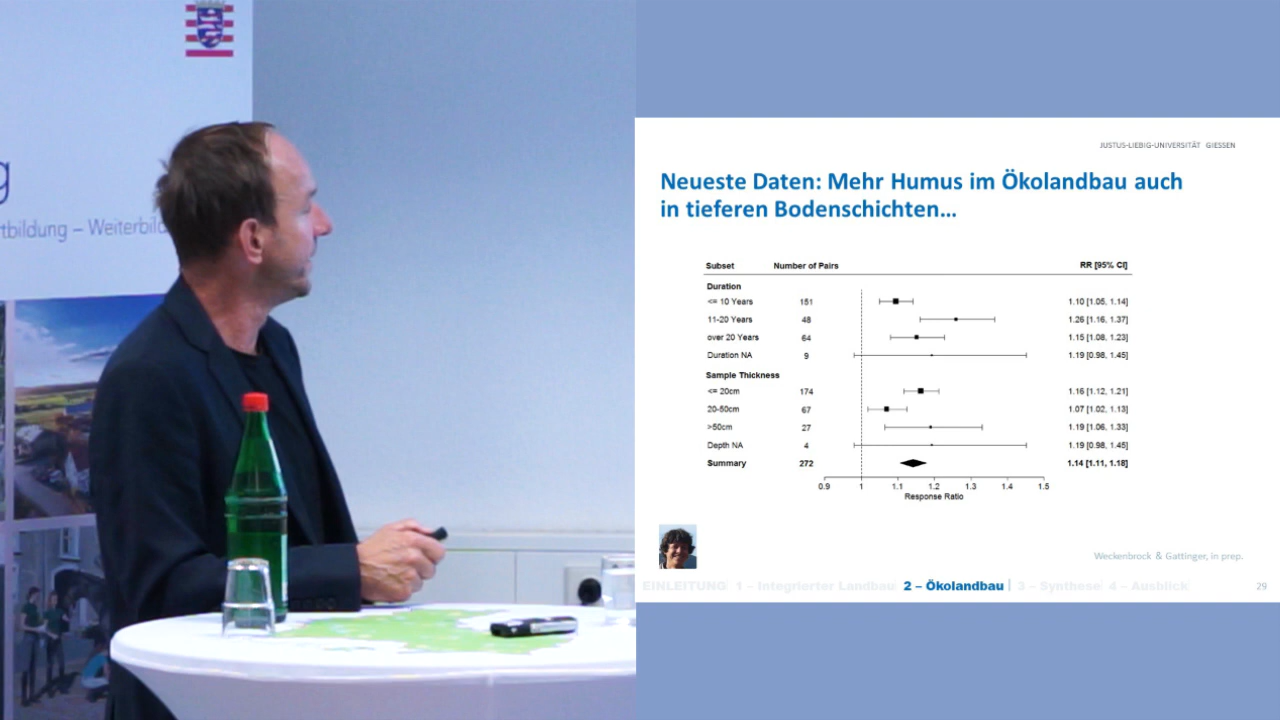 g
tbildung – Weiterbild
JUSTUS-LIEBIG-UNIVERSITÄT GIESSEN
Neueste Daten: Mehr Humus im Ökolandbau auch
in tieferen Bodenschichten…
Subset Number of Pairs RR [95% CI]
Duration
<= 10 Years 151 1.10 [1.05, 1.14]
11-20 Years 48 1.26 [1.16, 1.37]
over 20 Years 64 1.15 [1.08, 1.23]
Duration NA 9 1.19 [0.98, 1.45]
Sample Thickness
<= 20cm 174 1.16 [1.12, 1.21]
20-50cm 67 1.07 [1.02, 1.13]
>50cm 27 1.19 [1.06, 1.33]
Depth NA 4 1.19 [0.98, 1.45]
Summary 272 1.14 [1.11, 1.18]
0.9 1 1.1 1.2 1.3 1.4 1.5
Response Ratio
Weckenbrock & Gattinger, in prep.
EINLEITUNG 1 – Integrierter Landbau 2 – Ökolandbau 3 – Synthese 4 – Ausblick 29